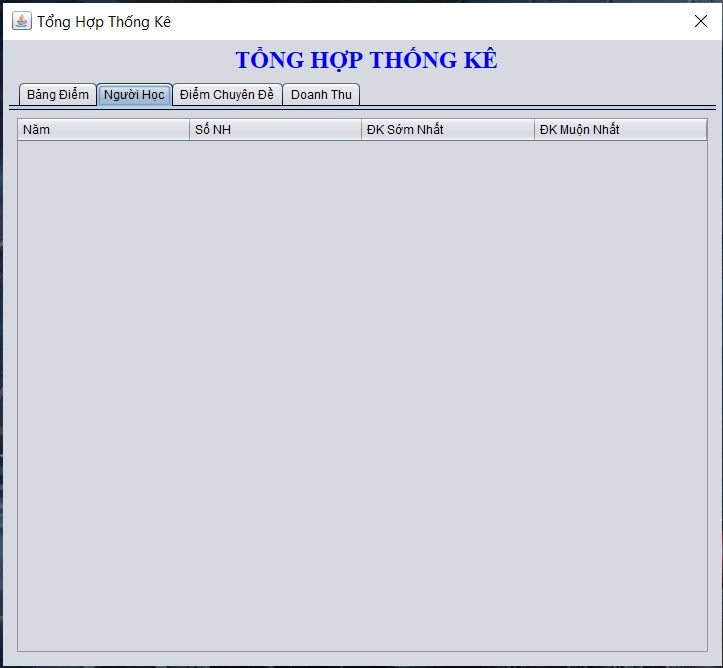 Tổng Hợp Thống Kê
TỔNG HỢP THỐNG KÊ
Bảng Điểm Người Học Điểm Chuyên Đề Doanh Thu
Năm Số NH ĐK Sớm Nhất ĐK Muộn Nhất